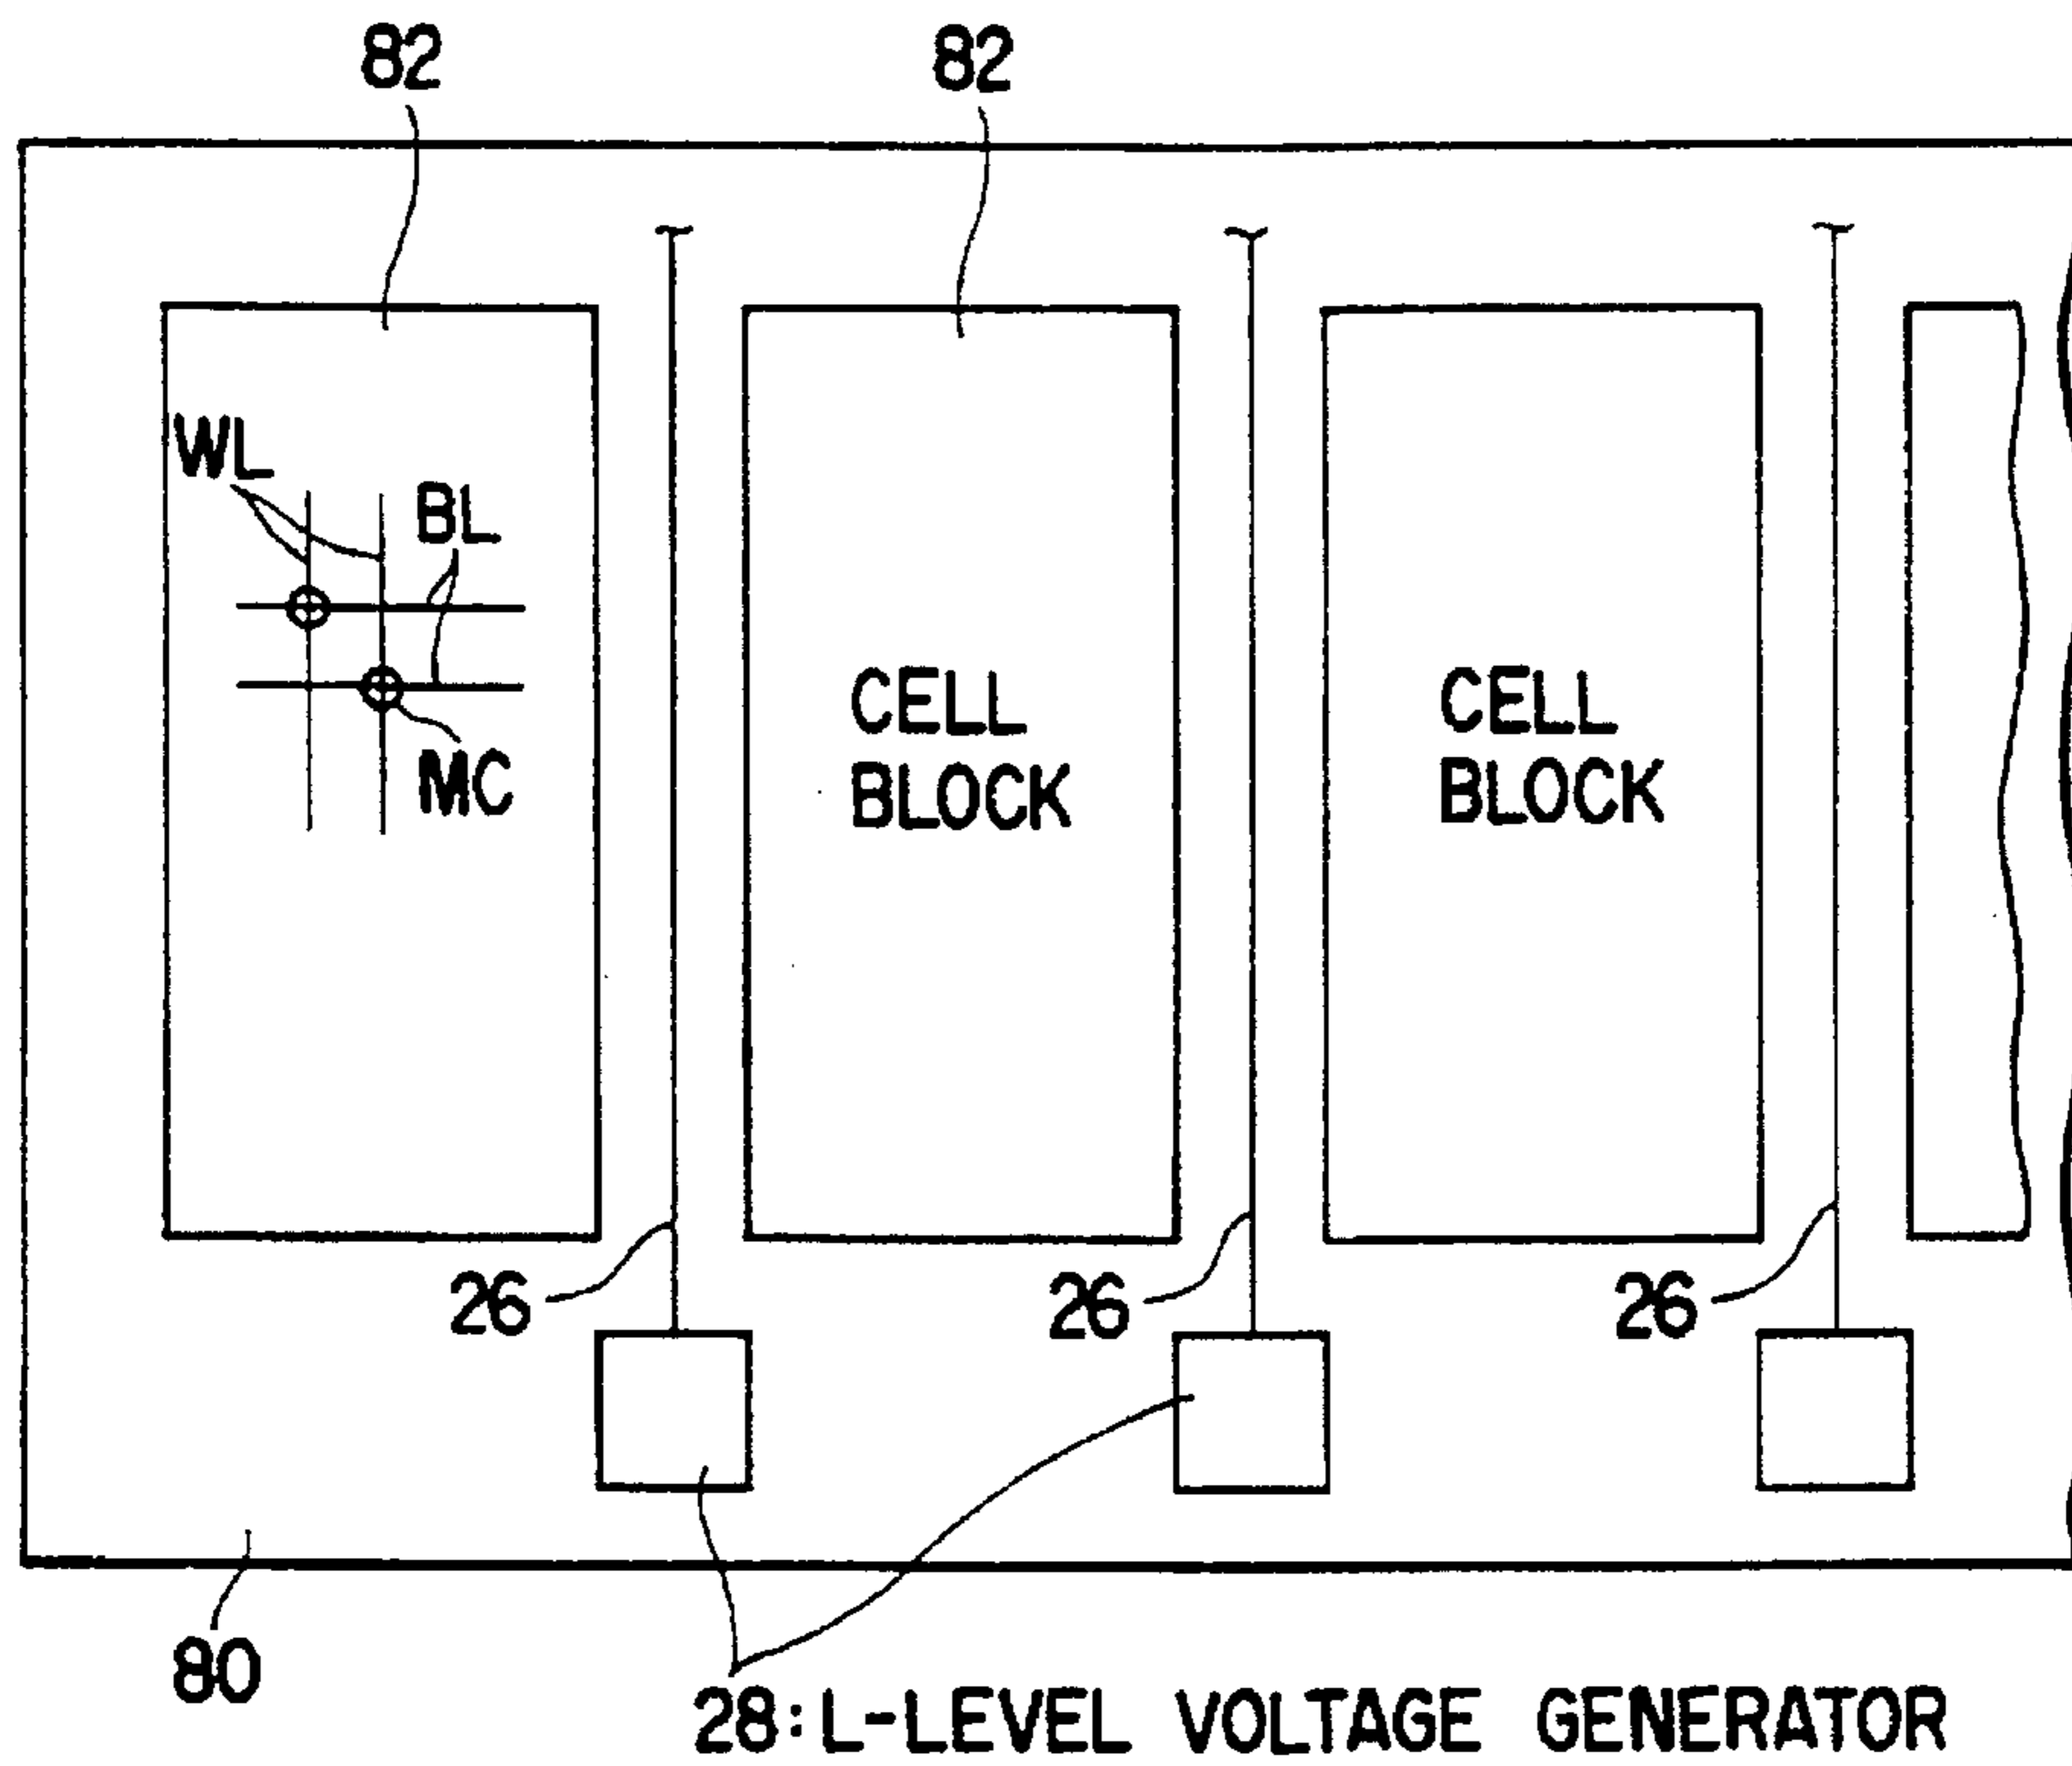 82
82
WL
BL
MC
CELL
BLOCK
CELL
BLOCK
26
26
26
80
28:L-LEVEL VOLTAGE GENERATOR